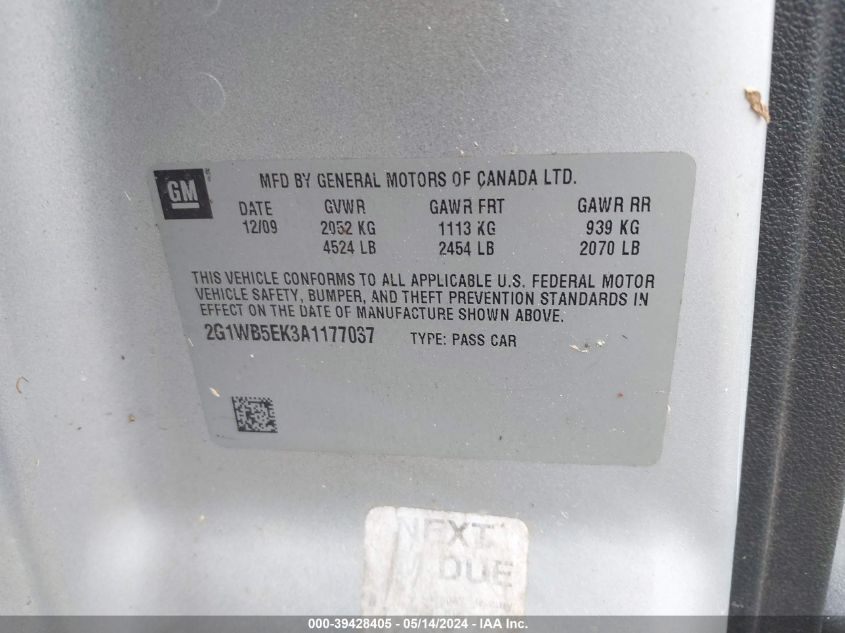 GM
MFD BY GENERAL MOTORS OF CANADA LTD.
DATE GVWR GAWR FRT GAWR RR
12/09 2052 KG 1113 KG 939 KG
4524 LB 2454 LB 2070 LB
THIS VEHICLE CONFORMS TO ALL APPLICABLE U.S. FEDERAL MOTOR
VEHICLE SAFETY, BUMPER, AND THEFT PREVENTION STANDARDS IN
EFFECT ON THE DATE OF MANUFACTURE SHOWN ABOVE.
2G1WB5EK3A1177037 TYPE: PASS CAR
NEXT
DUE
000-39428405 - 05/14/2024 - IAA Inc.